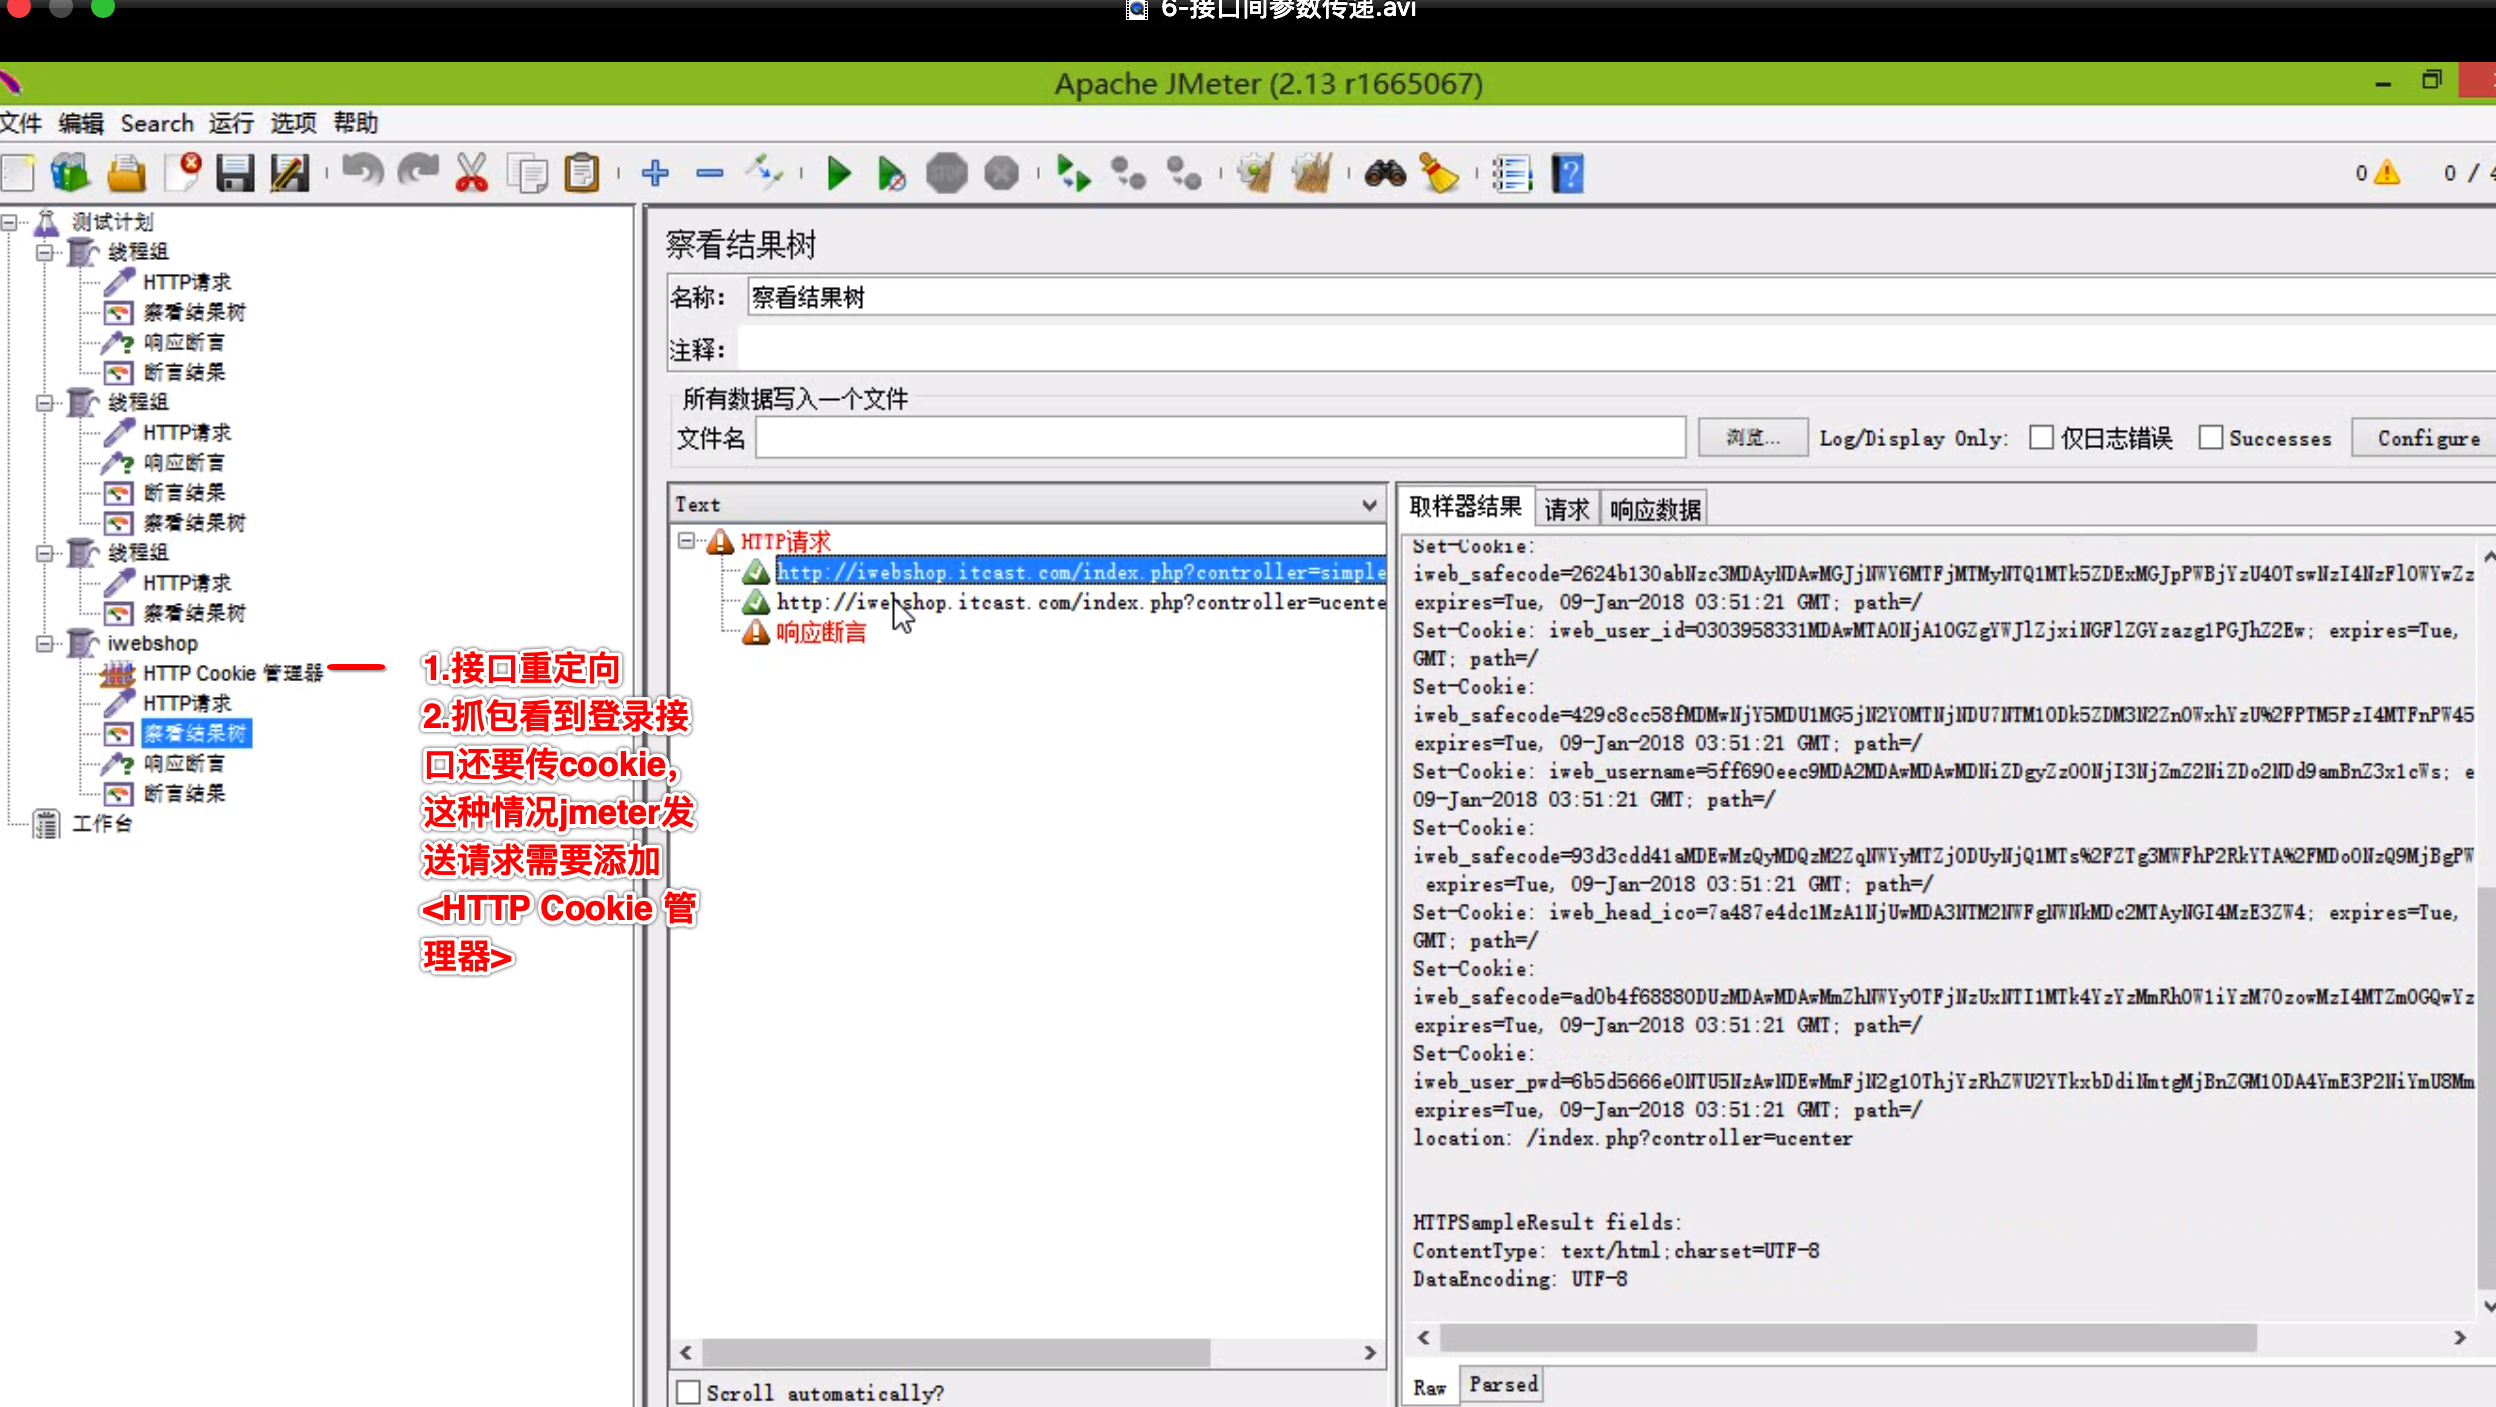 6-接口间参数传递.avi
Apache JMeter (2.13 r1665067)
文件 编辑 Search 运行 选项 帮助
0 0 /
测试计划
线程组
HTTP请求
察看结果树
响应断言
断言结果
线程组
HTTP请求
响应断言
断言结果
察看结果树
线程组
HTTP请求
察看结果树
iwebshop
HTTP Cookie 管理器
HTTP请求
察看结果树
响应断言
断言结果
工作台
1.接口重定向
2.抓包看到登录接
口还要传cookie,
这种情况jmeter发
送请求需要添加
<HTTP Cookie 管
理器>
察看结果树
名称： 察看结果树
注释：
所有数据写入一个文件
文件名 浏览... Log/Display Only: 仅日志错误 Successes Configure
Text
HTTP请求
http://iwebshop.itcast.com/index.php?controller=simple
http://iwebshop.itcast.com/index.php?controller=ucente
响应断言
Scroll automatically?
取样器结果 请求 响应数据
Set-Cookie:
expires=Tue, 09-Jan-2018 03:51:21 GMT; path=/
Set-Cookie: iweb_user_id=0303958331MDAwMTA0NjA1OGZgYWJlZjxiNGFlZGYzazg1PGJhZ2Ew; expires=Tue,
GMT; path=/
Set-Cookie:
expires=Tue, 09-Jan-2018 03:51:21 GMT; path=/
Set-Cookie: iweb_username=5ff690eec9MDA2MDAwMDAwMDNiZDgyZz00NjI3NjZmZ2NiZDo2NDd9amBnZ3x1cWs; e
09-Jan-2018 03:51:21 GMT; path=/
Set-Cookie:
expires=Tue, 09-Jan-2018 03:51:21 GMT; path=/
Set-Cookie: iweb_head_ico=7a487e4dc1MzA1NjUwMDA3NTM2NWFgNWNkMDc2MTAyNGI4MzE3ZW4; expires=Tue,
GMT; path=/
Set-Cookie:
expires=Tue, 09-Jan-2018 03:51:21 GMT; path=/
Set-Cookie:
expires=Tue, 09-Jan-2018 03:51:21 GMT; path=/
location: /index.php?controller=ucenter
HTTPSampleResult fields:
ContentType: text/html;charset=UTF-8
DataEncoding: UTF-8
Raw Parsed